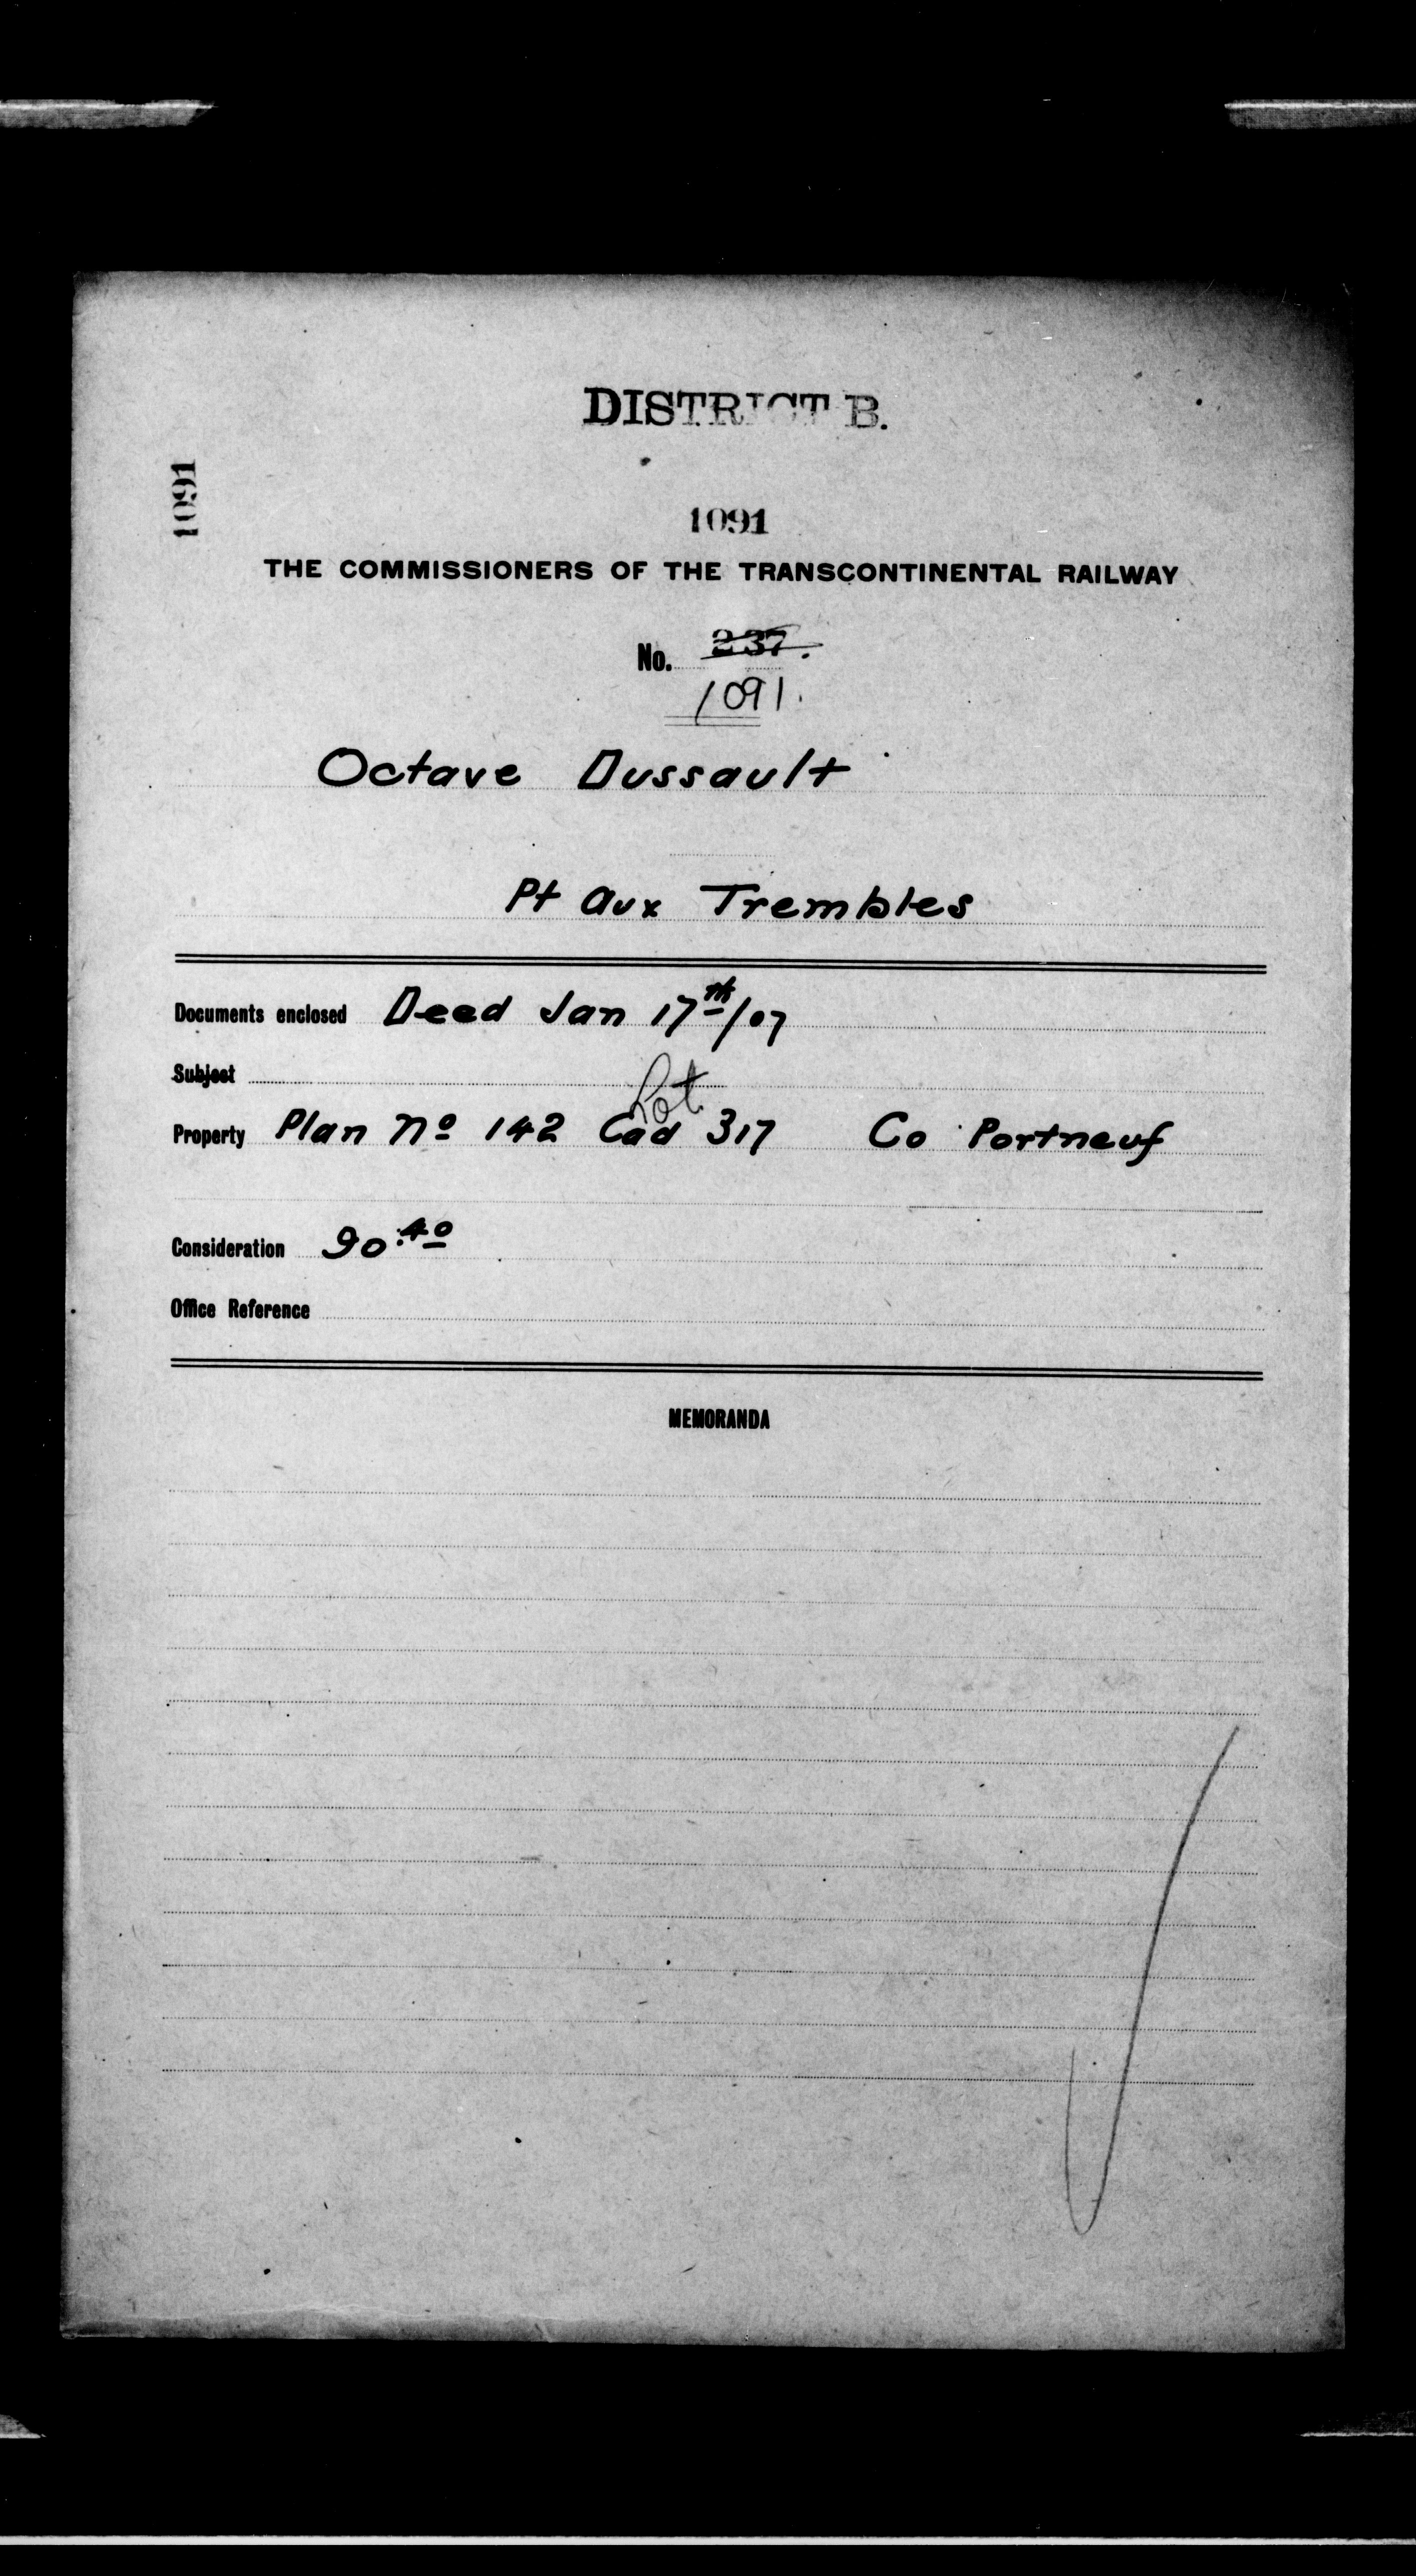 DISTRICT B.
1091
1091
THE COMMISSIONERS OF THE TRANSCONTINENTAL RAILWAY
No. 237.
1091.
Octave Dussault
Pt aux Trembles
Documents enclosed Deed Jan 17th/07
Subject
Lot
Property Plan No 142 Cad 317 Co Portneuf
Consideration 90.40
Office Reference
MEMORANDA